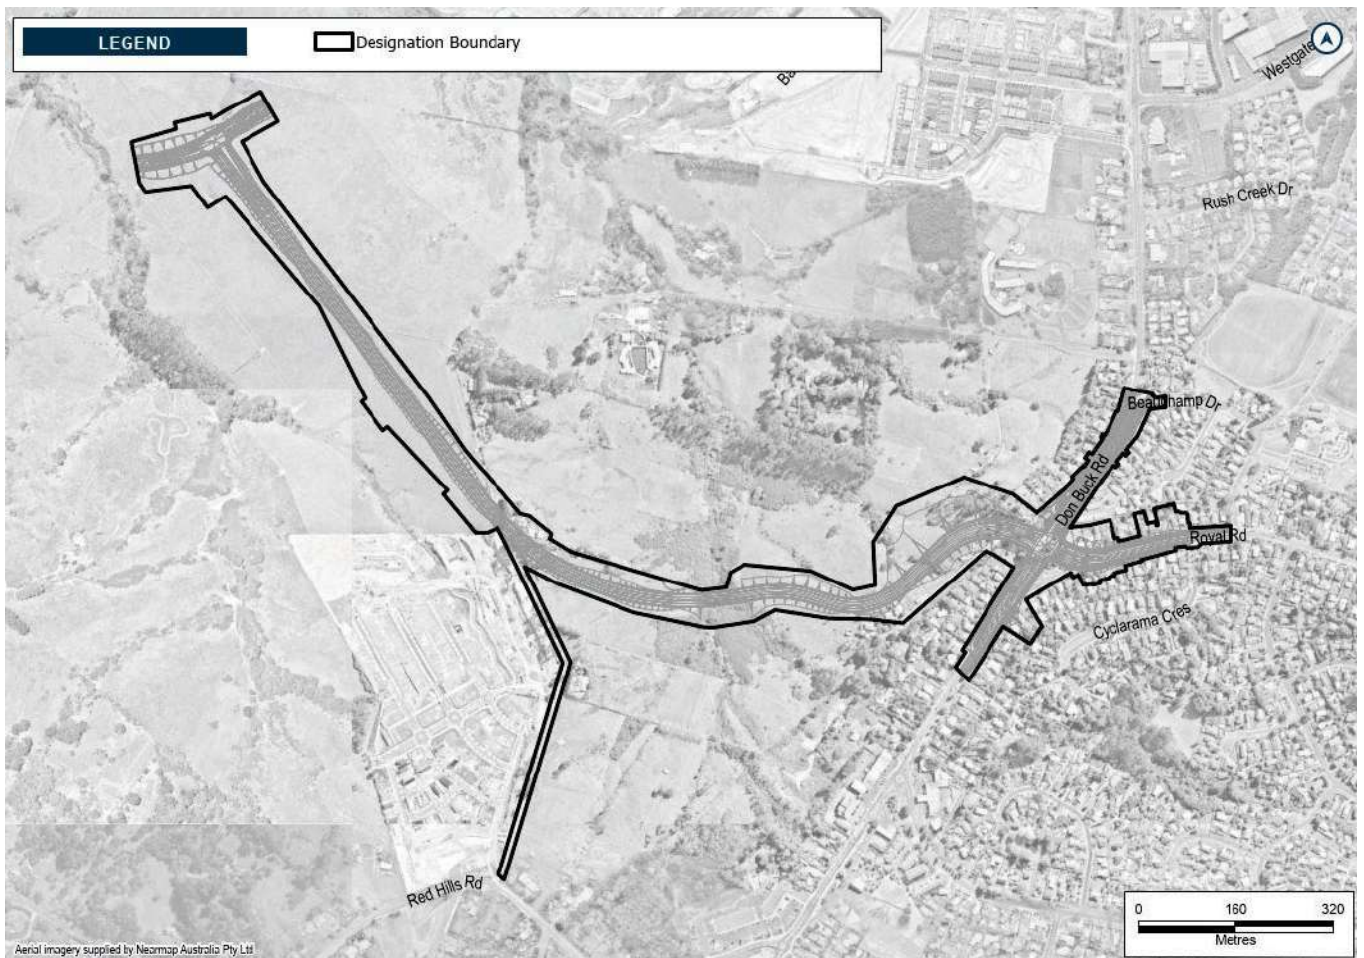 LEGEND
Designation Boundary
Westgate
Ba
Rush Creek Dr
Beauchamp Dr
Don Buck Rd
Royal Rd
Cyclarama Cres
Red Hills Rd
0 160 320
Metres
Aerial imagery supplied by Nearmap Australia Pty Ltd